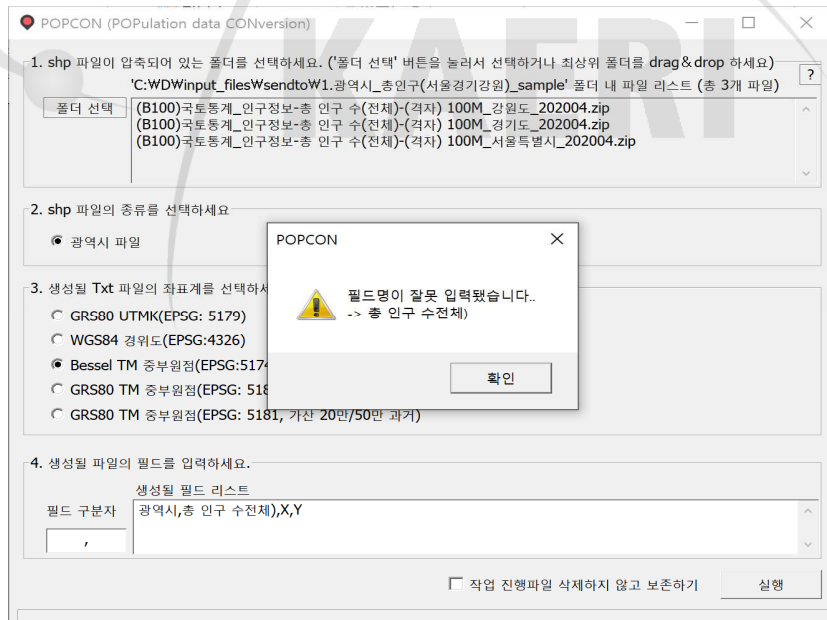 KAERI
POPCON (POPulation data CONversion)
1. shp 파일이 압축되어 있는 폴더를 선택하세요. ('폴더 선택' 버튼을 눌러서 선택하거나 최상위 폴더를 drag&drop 하세요)
?
'C:₩D₩input_files₩sendto₩1.광역시_총인구(서울경기강원)_sample' 폴더 내 파일 리스트 (총 3개 파일)
폴더 선택
(B100)국토통계_인구정보-총 인구 수(전체)-(격자) 100M_강원도_202004.zip
(B100)국토통계_인구정보-총 인구 수(전체)-(격자) 100M_경기도_202004.zip
(B100)국토통계_인구정보-총 인구 수(전체)-(격자) 100M_서울특별시_202004.zip
2. shp 파일의 종류를 선택하세요
광역시 파일
POPCON
필드명이 잘못 입력됐습니다..
-> 총 인구 수전체)
확인
3. 생성될 Txt 파일의 좌표계를 선택하세
GRS80 UTMK(EPSG: 5179)
WGS84 경위도(EPSG:4326)
Bessel TM 중부원점(EPSG:5174
GRS80 TM 중부원점(EPSG: 518
GRS80 TM 중부원점(EPSG: 5181, 가산 20만/50만 과거)
4. 생성될 파일의 필드를 입력하세요.
생성될 필드 리스트
필드 구분자
광역시,총 인구 수전체),X,Y
,
작업 진행파일 삭제하지 않고 보존하기
실행